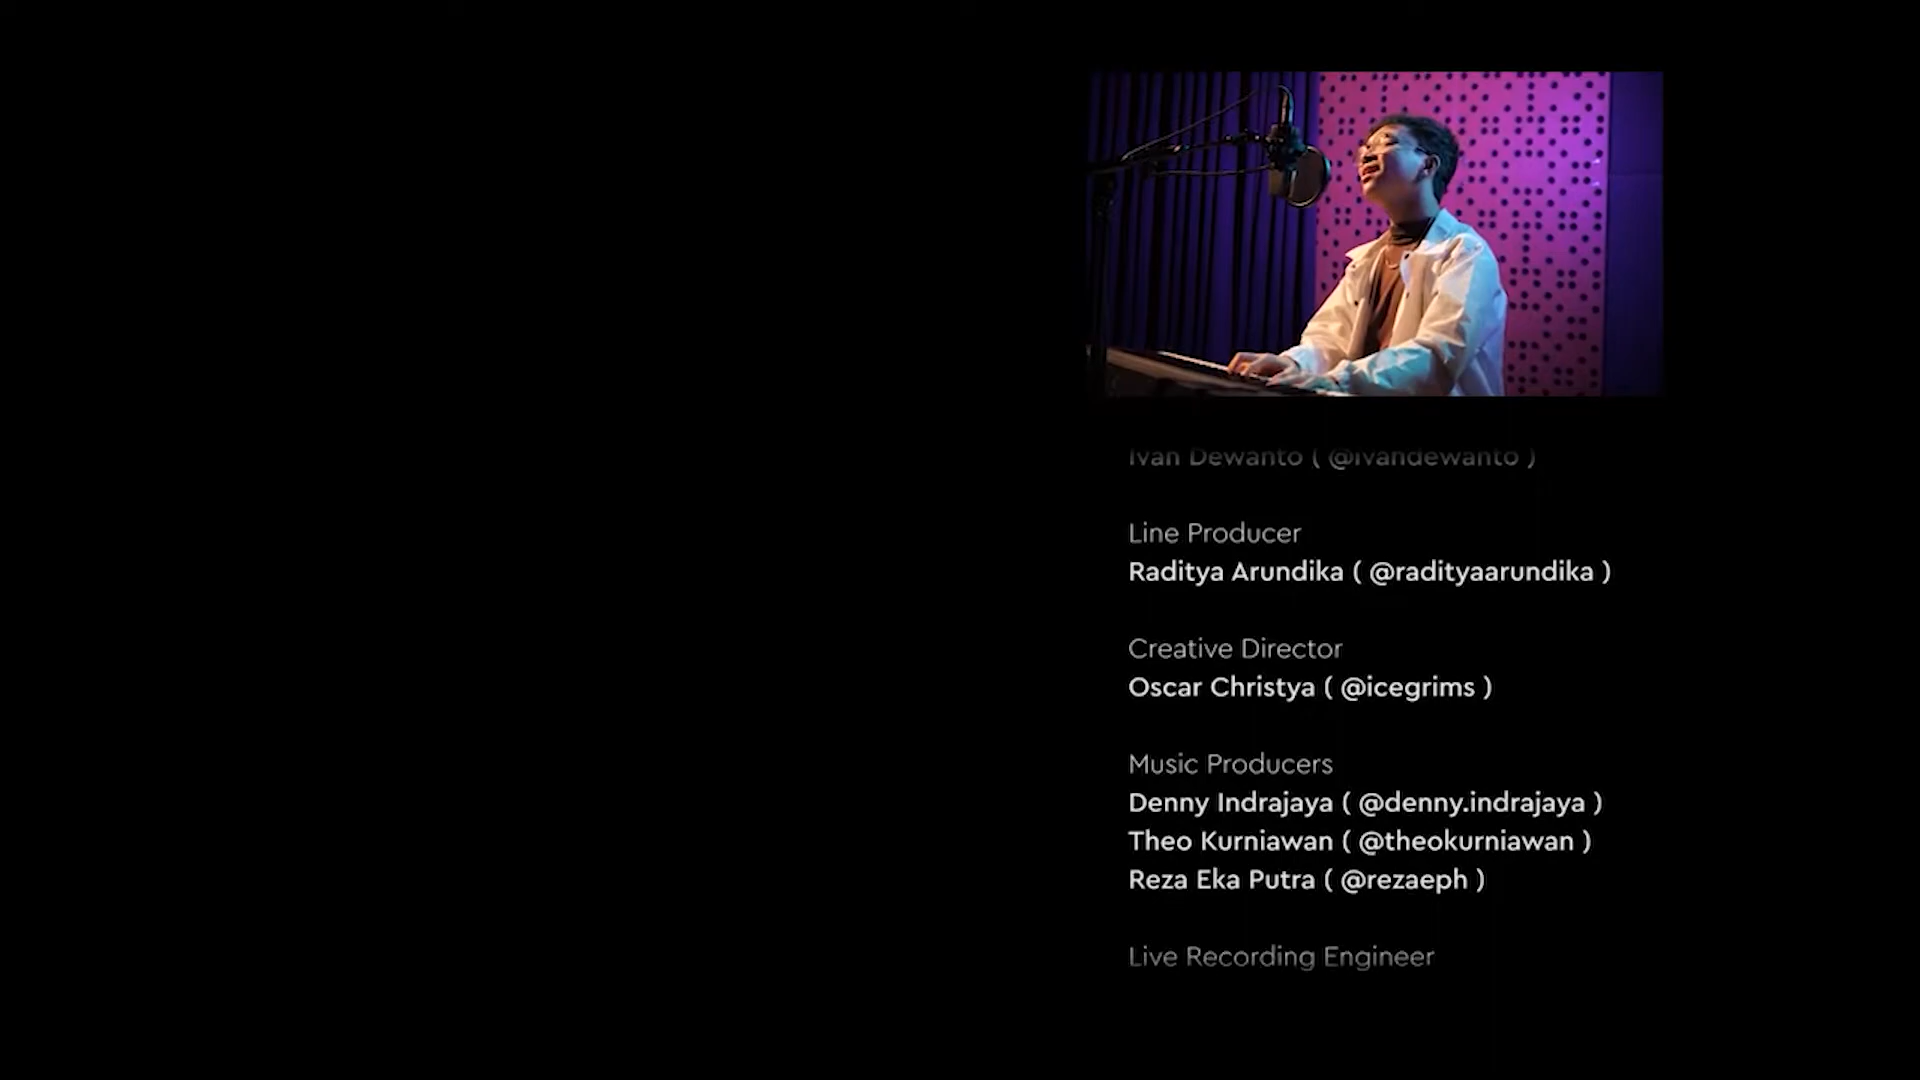 Ivan Dewanto ( @ivandewanto )
Line Producer
Raditya Arundika ( @radityaarundika )
Creative Director
Oscar Christya ( @icegrims )
Music Producers
Denny Indrajaya ( @denny.indrajaya )
Theo Kurniawan ( @theokurniawan )
Reza Eka Putra ( @rezaeph )
Live Recording Engineer